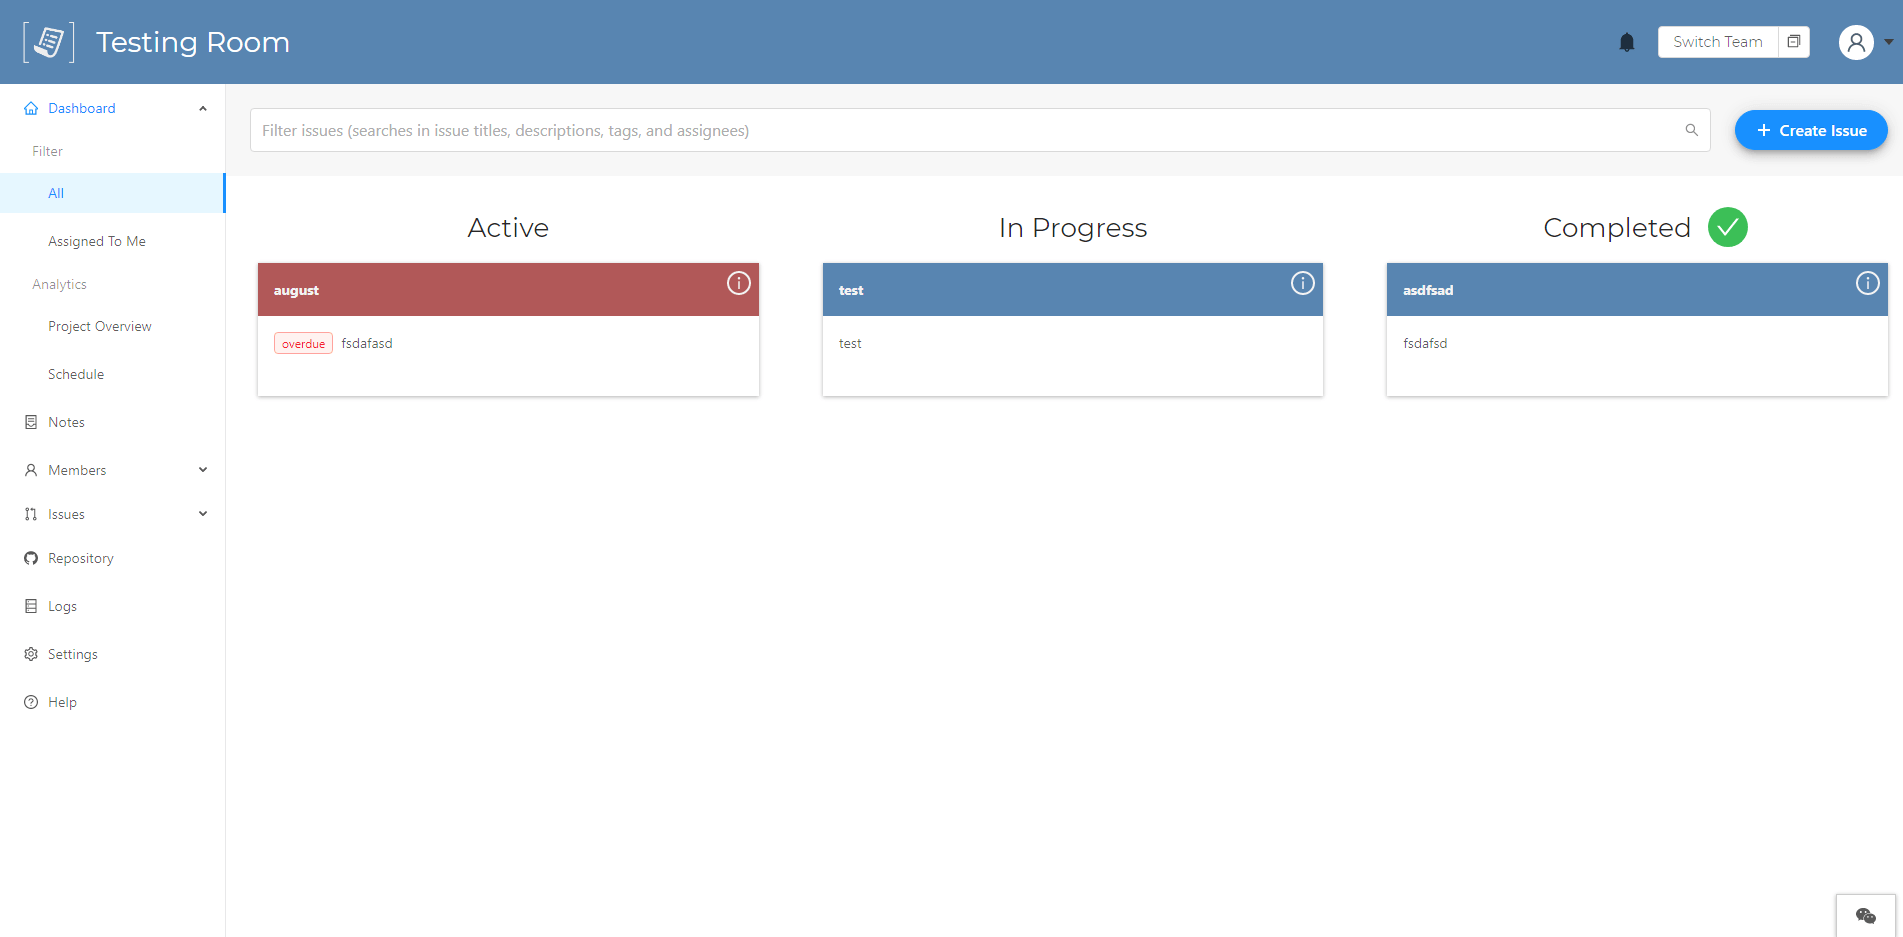 Testing Room
Switch Team
Dashboard
Filter
All
Assigned To Me
Analytics
Project Overview
Schedule
Notes
Members
Issues
Repository
Logs
Settings
Help
Filter issues (searches in issue titles, descriptions, tags, and assignees)
Create Issue
Active
august
overdue fsdafasd
In Progress
test
test
Completed
asdfsad
fsdafsd